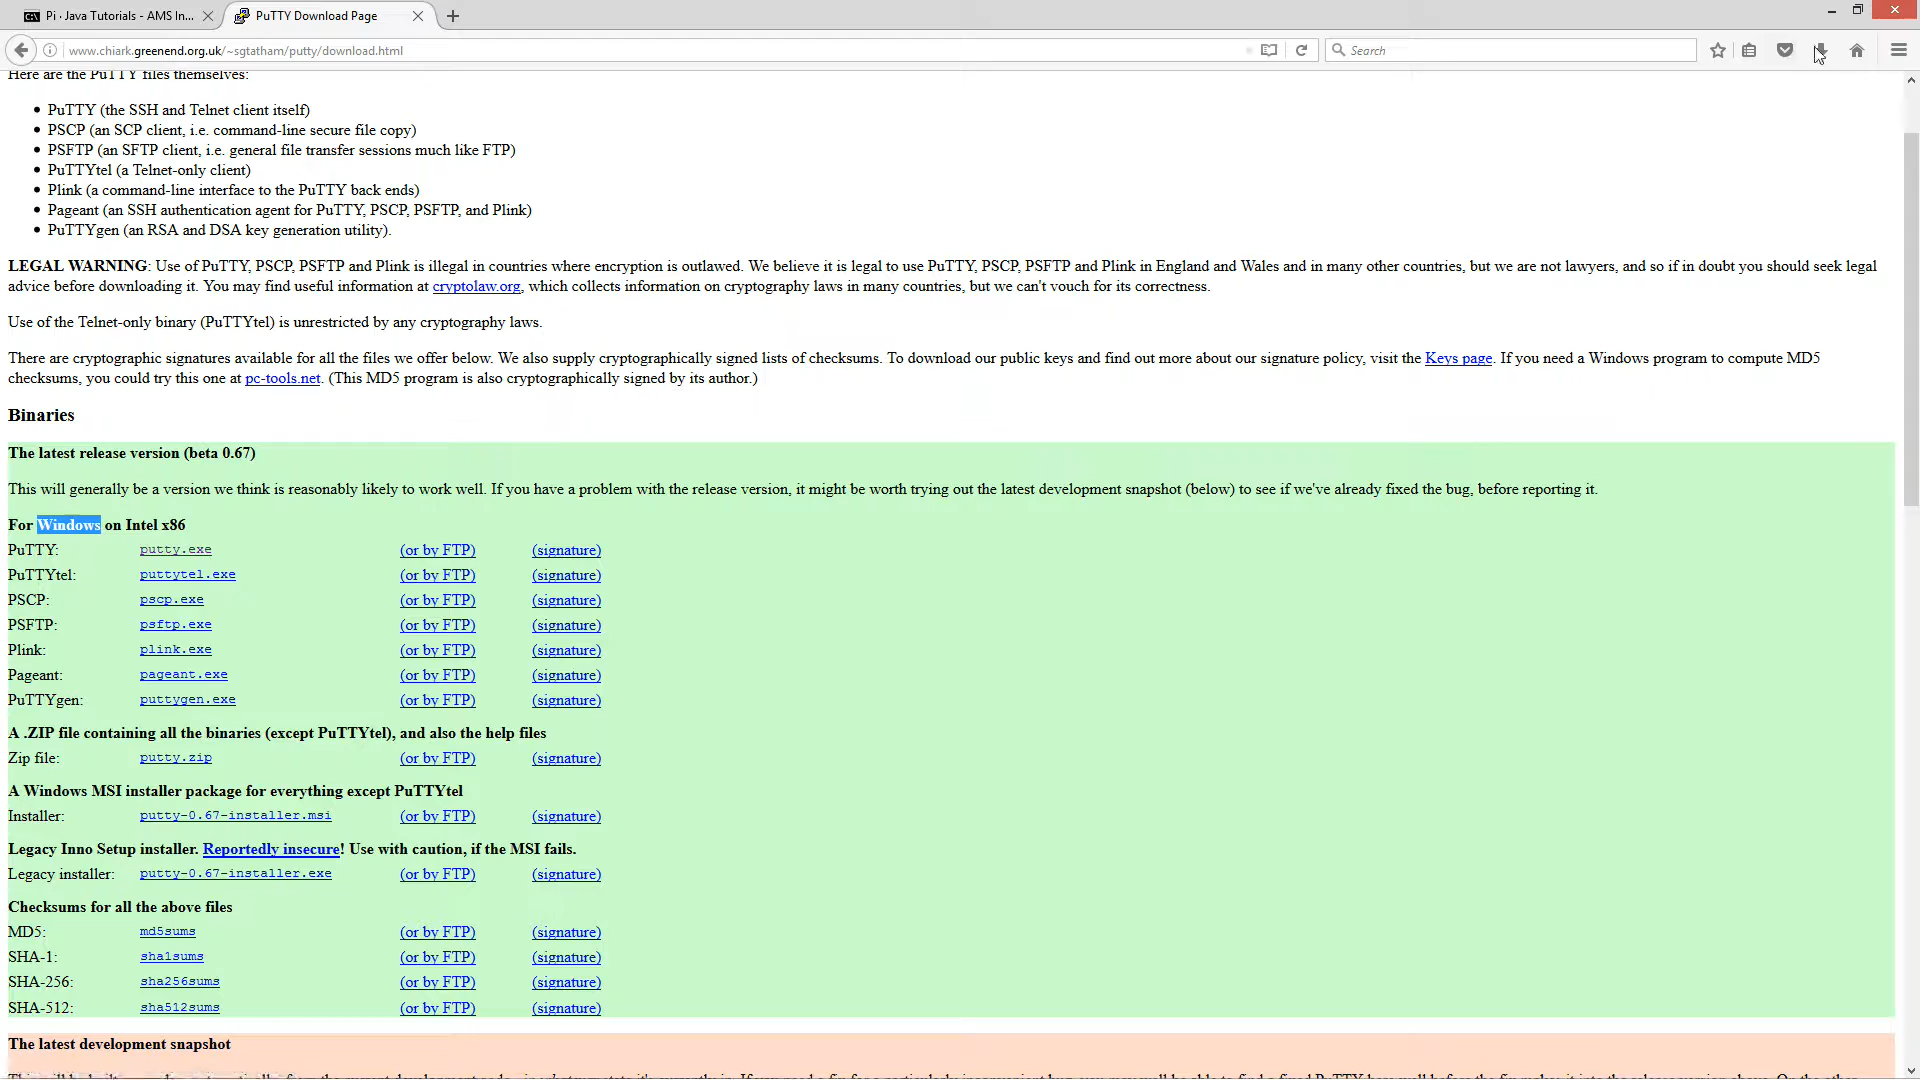 Pi · Java Tutorials - AMS In...
PuTTY Download Page
www.chiark.greenend.org.uk/~sgtatham/putty/download.html
Search
Here are the PuTTY files themselves:
• PuTTY (the SSH and Telnet client itself)
• PSCP (an SCP client, i.e. command-line secure file copy)
• PSFTP (an SFTP client, i.e. general file transfer sessions much like FTP)
• PuTTYtel (a Telnet-only client)
• Plink (a command-line interface to the PuTTY back ends)
• Pageant (an SSH authentication agent for PuTTY, PSCP, PSFTP, and Plink)
• PuTTYgen (an RSA and DSA key generation utility).
LEGAL WARNING: Use of PuTTY, PSCP, PSFTP and Plink is illegal in countries where encryption is outlawed. We believe it is legal to use PuTTY, PSCP, PSFTP and Plink in England and Wales and in many other countries, but we are not lawyers, and so if in doubt you should seek legal
advice before downloading it. You may find useful information at cryptolaw.org, which collects information on cryptography laws in many countries, but we can't vouch for its correctness.
Use of the Telnet-only binary (PuTTYtel) is unrestricted by any cryptography laws.
There are cryptographic signatures available for all the files we offer below. We also supply cryptographically signed lists of checksums. To download our public keys and find out more about our signature policy, visit the Keys page. If you need a Windows program to compute MD5
checksums, you could try this one at pc-tools.net. (This MD5 program is also cryptographically signed by its author.)
Binaries
The latest release version (beta 0.67)
This will generally be a version we think is reasonably likely to work well. If you have a problem with the release version, it might be worth trying out the latest development snapshot (below) to see if we've already fixed the bug, before reporting it.
For Windows on Intel x86
PuTTY: putty.exe (or by FTP) (signature)
PuTTYtel: puttytel.exe (or by FTP) (signature)
PSCP: pscp.exe (or by FTP) (signature)
PSFTP: psftp.exe (or by FTP) (signature)
Plink: plink.exe (or by FTP) (signature)
Pageant: pageant.exe (or by FTP) (signature)
PuTTYgen: puttygen.exe (or by FTP) (signature)
A .ZIP file containing all the binaries (except PuTTYtel), and also the help files
Zip file: putty.zip (or by FTP) (signature)
A Windows MSI installer package for everything except PuTTYtel
Installer: putty-0.67-installer.msi (or by FTP) (signature)
Legacy Inno Setup installer. Reportedly insecure! Use with caution, if the MSI fails.
Legacy installer: putty-0.67-installer.exe (or by FTP) (signature)
Checksums for all the above files
MD5: md5sums (or by FTP) (signature)
SHA-1: sha1sums (or by FTP) (signature)
SHA-256: sha256sums (or by FTP) (signature)
SHA-512: sha512sums (or by FTP) (signature)
The latest development snapshot